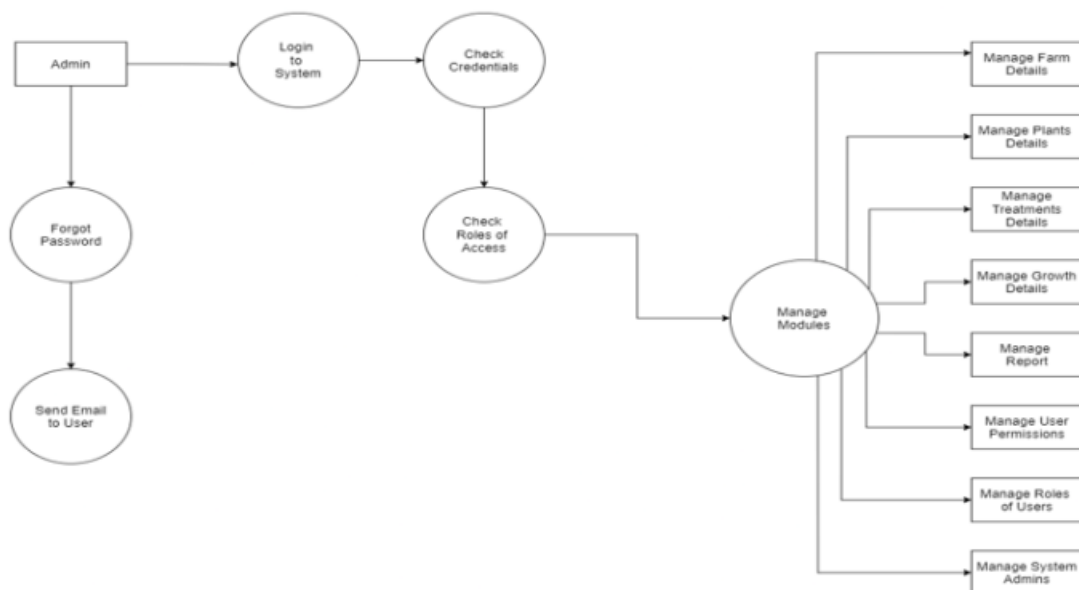 Admin
Login
to
System
Check
Credentials
Forgot
Password
Check
Roles of
Access
Send Email
to User
Manage
Modules
Manage Farm
Details
Manage Plants
Details
Manage
Treatments
Details
Manage Growth
Details
Manage
Report
Manage User
Permissions
Manage Roles
of Users
Manage System
Admins